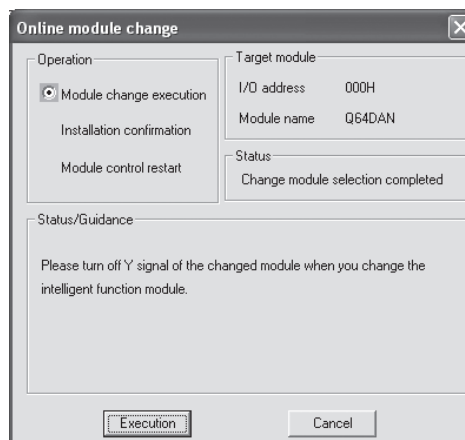 Online module change
Operation
Module change execution
Installation confirmation
Module control restart
Target module
I/O address 000H
Module name Q64DAN
Status
Change module selection completed
Status/Guidance
Please turn off Y signal of the changed module when you change the
intelligent function module.
Execution Cancel